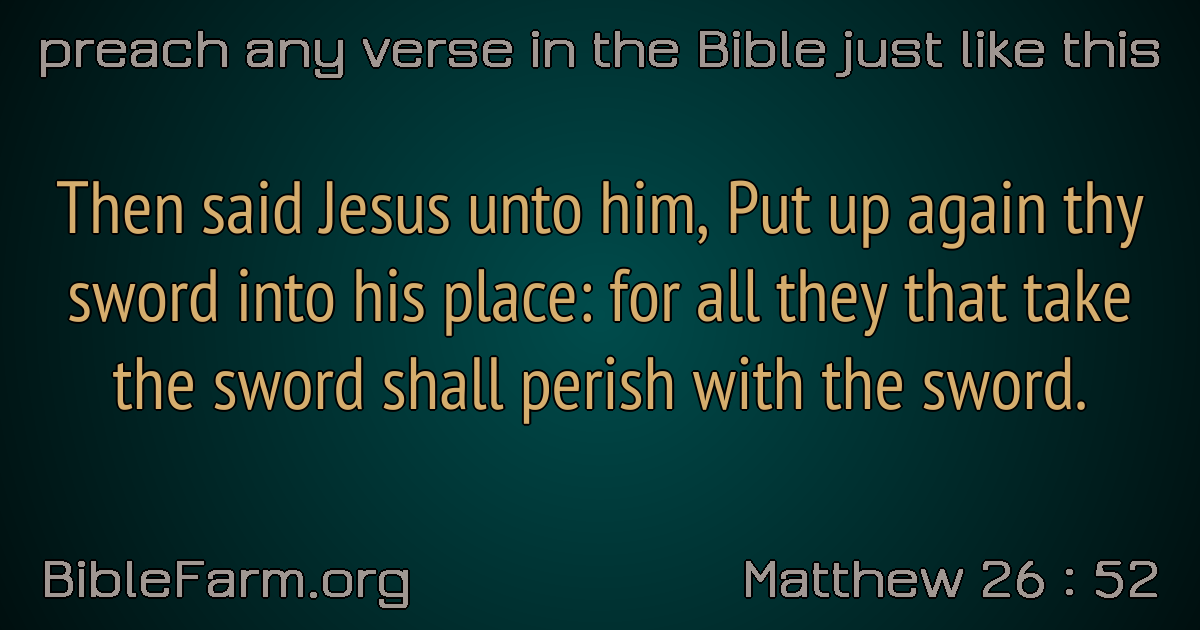 preach any verse in the Bible just like this
Then said Jesus unto him, Put up again thy
sword into his place: for all they that take
the sword shall perish with the sword.
BibleFarm.org
Matthew 26 : 52